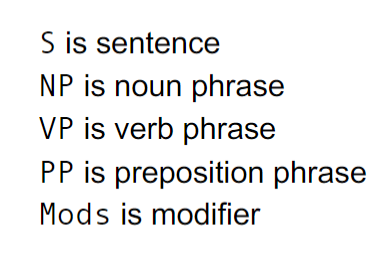 S is sentence
NP is noun phrase
VP is verb phrase
PP is preposition phrase
Mods is modifier